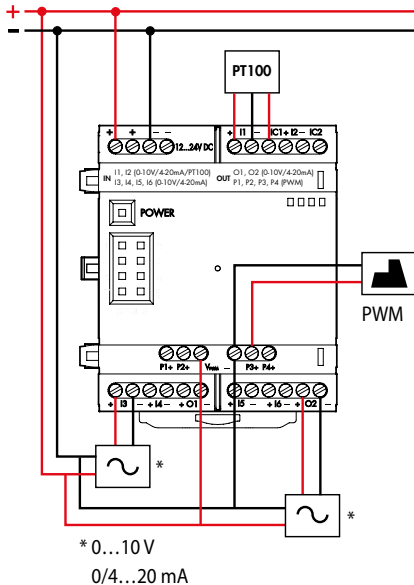 +
−
PT100
+ + − − 12...24V DC + I1 − IC1 + I2 − IC2
IN I1, I2 (0-10V/4-20mA/PT100) OUT O1, O2 (0-10V/4-20mA)
I3, I4, I5, I6 (0-10V/4-20mA) P1, P2, P3, P4 (PWM)
POWER
PWM
P1+ P2+ VPWM − P3+ P4+
+ I3 − + I4 − + O1 − + I5 − + I6 − + O2 −
*
*
* 0...10 V
0/4...20 mA